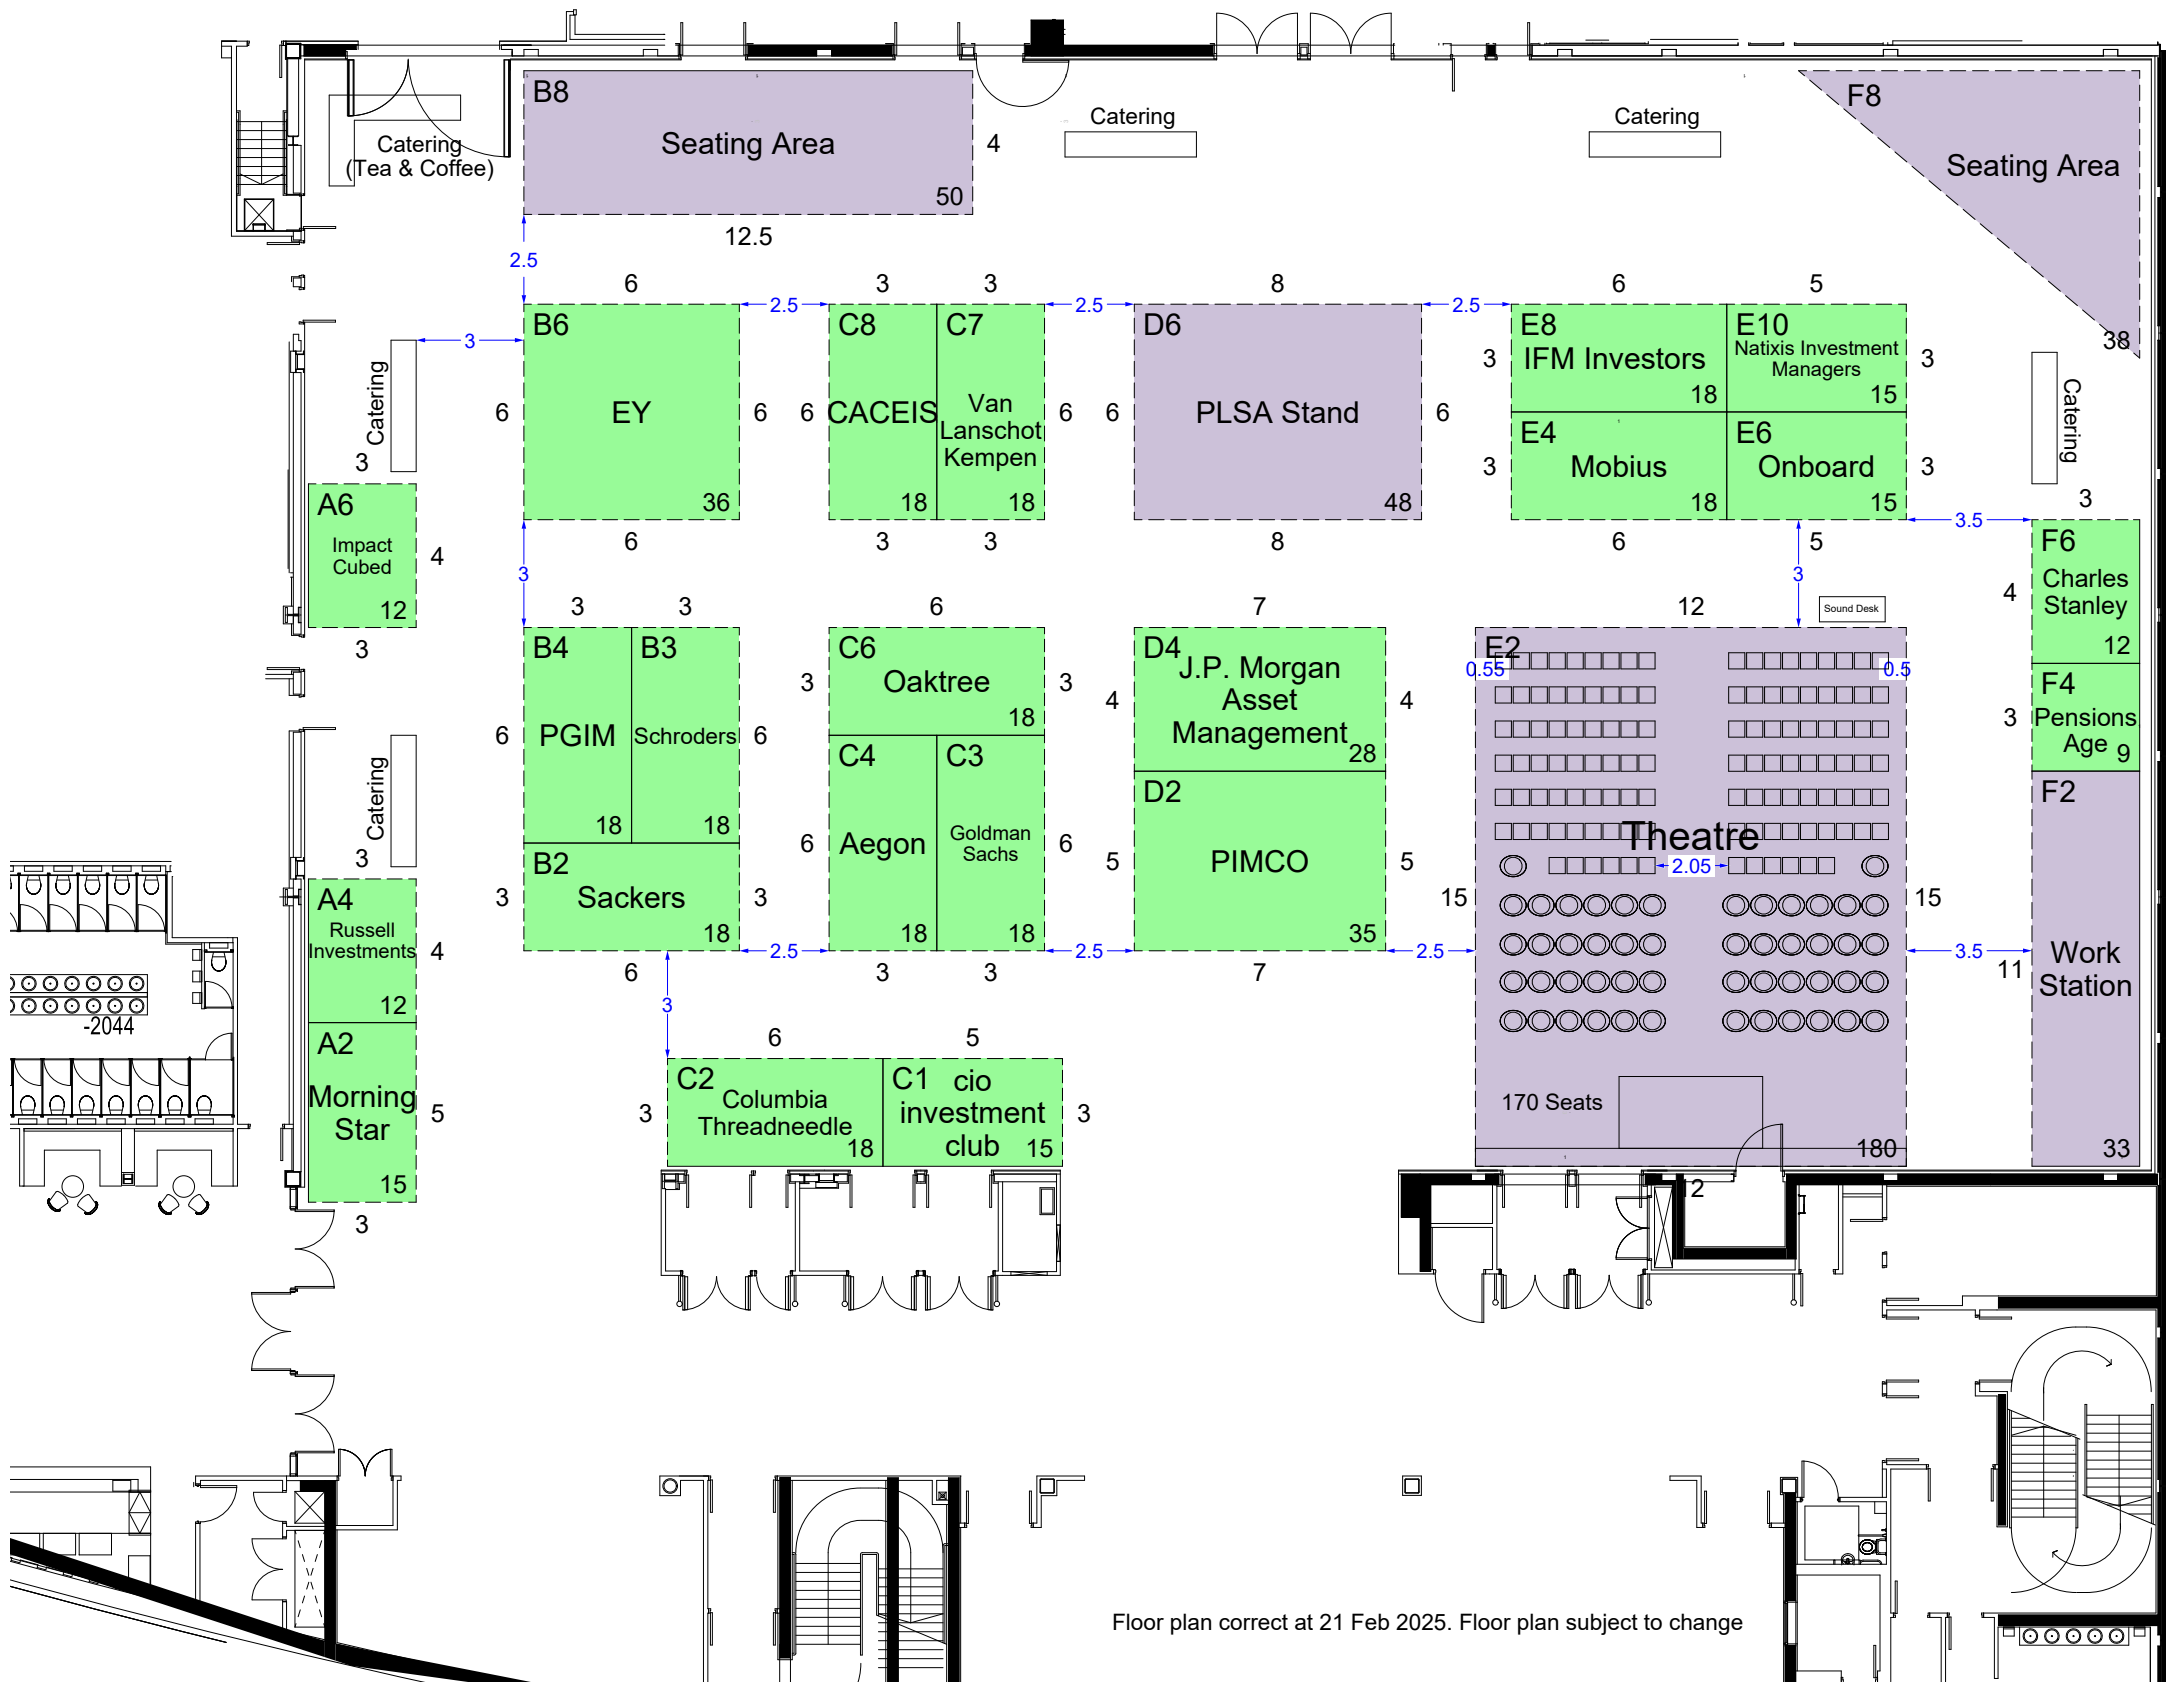 B8
Seating Area
4
50
12.5
Catering
(Tea & Coffee)
Catering
Catering
F8
Seating Area
38
2.5
6
2.5
3
3
2.5
8
2.5
6
5
B6
EY
36
6
6
6
C8
CACEIS
18
C7
Van
Lanschot
Kempen
18
6
6
D6
PLSA Stand
48
6
3
E8
IFM Investors
18
E10
Natixis Investment
Managers
15
3
3
E4
Mobius
18
E6
Onboard
15
3
Catering
3
Catering
3
A6
Impact
Cubed
12
4
3
6
3
3
3
8
6
5
3
3.5
3
F6
Charles
Stanley
12
4
F4
Pensions
Age
9
3
F2
Work
Station
33
11
3
3
6
7
12
Sound Desk
B4
PGIM
18
B3
Schroders
18
6
6
B2
Sackers
18
3
3
6
C6
Oaktree
18
3
3
C4
Aegon
18
C3
Goldman
Sachs
18
6
6
3
3
D4
J.P. Morgan
Asset
Management
28
4
4
D2
PIMCO
35
5
5
7
E2
0.55
0.5
Theatre
2.05
15
15
170 Seats
180
12
2.5
2.5
2.5
3.5
Catering
3
A4
Russell
Investments
12
4
A2
Morning
Star
15
5
3
-2044
3
6
5
C2
Columbia
Threadneedle
18
3
C1
cio
investment
club
15
3
Floor plan correct at 21 Feb 2025. Floor plan subject to change